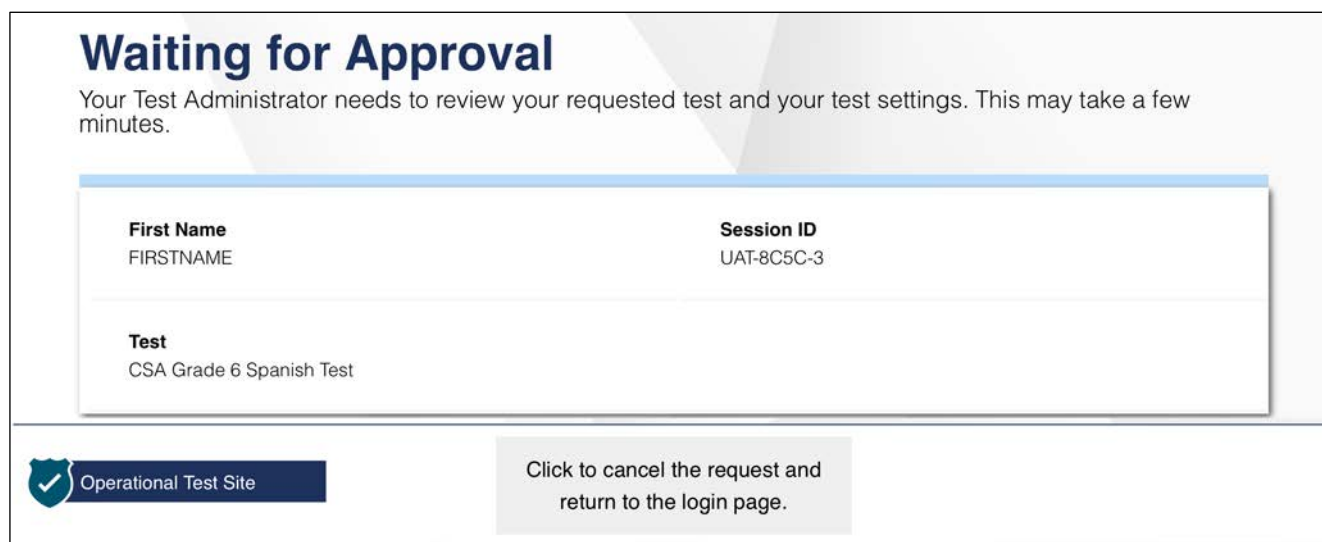 Waiting for Approval
Your Test Administrator needs to review your requested test and your test settings. This may take a few
minutes.
First Name
FIRSTNAME
Session ID
UAT-8C5C-3
Test
CSA Grade 6 Spanish Test
Operational Test Site
Click to cancel the request and
return to the login page.